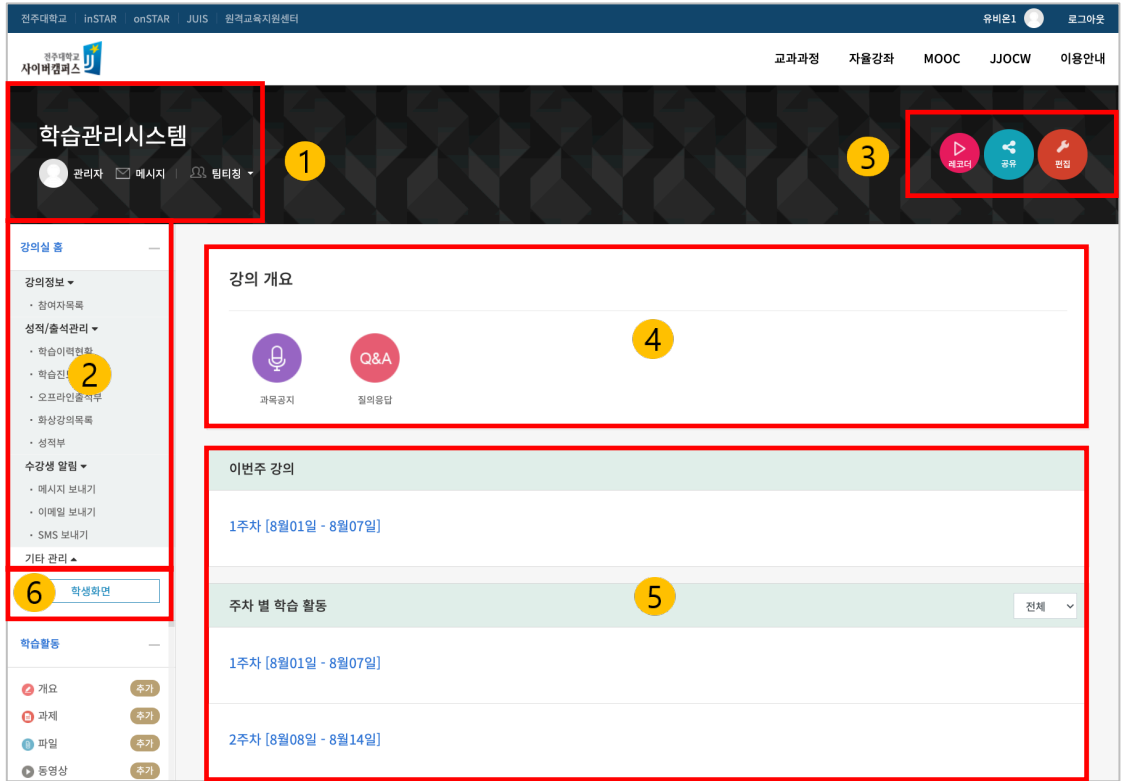 전주대학교 inSTAR onSTAR JUIS 원격교육지원센터 유비온1 로그아웃
전주대학교
사이버캠퍼스
교과과정 자율강좌 MOOC JJOCW 이용안내
학습관리시스템
관리자 메시지 팀티칭
1
3
레코더 공유 편집
강의실 홈
강의정보
참여자목록
성적/출석관리
학습이력현황
학습진
2
오프라인출석부
화상강의목록
성적부
수강생 알림
메시지 보내기
이메일 보내기
SMS 보내기
기타 관리
6 학생화면
학습활동
개요 추가
과제 추가
파일 추가
동영상 추가
강의 개요
4
Q&A
과목공지 질의응답
이번주 강의
1주차 [8월01일 - 8월07일]
5
주차 별 학습 활동 전체
1주차 [8월01일 - 8월07일]
2주차 [8월08일 - 8월14일]